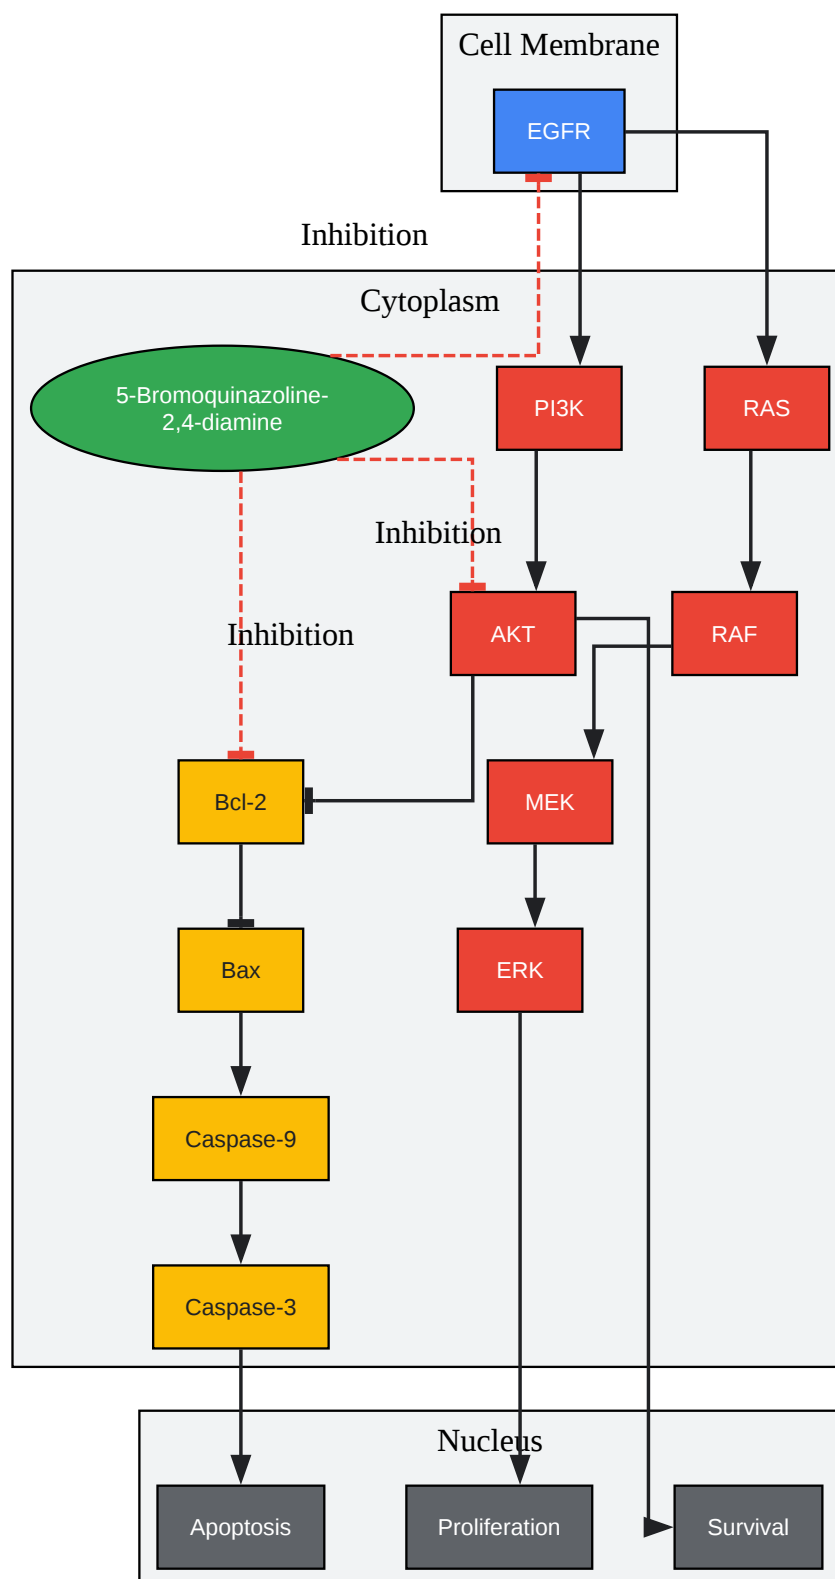 Cell Membrane
EGFR
Inhibition
Cytoplasm
5-Bromoquinazoline-
2,4-diamine
PI3K
RAS
Inhibition
AKT
RAF
Inhibition
Bcl-2
MEK
Bax
ERK
Caspase-9
Caspase-3
Nucleus
Apoptosis
Proliferation
Survival